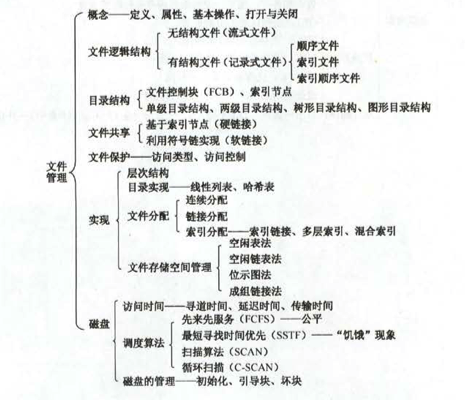 概念——定义、属性、基本操作、打开与关闭
无结构文件(流式文件)
文件逻辑结构
顺序文件
有结构文件(记录式文件)
索引文件
索引顺序文件
目录结构
文件控制块(FCB)、索引节点
单级目录结构、两级目录结构、树形目录结构、图形目录结构
文件共享
基于索引节点(硬链接)
利用符号链实现(软链接)
文件保护——访问类型、访问控制
文件
管理
层次结构
目录实现——线性列表、哈希表
实现
连续分配
文件分配
链接分配
索引分配——索引链接、多层索引、混合索引
空闲表法
文件存储空间管理
空闲链表法
位示图法
成组链接法
访问时间——寻道时间、延迟时间、传输时间
磁盘
先来先服务(FCFS)——公平
调度算法
最短寻找时间优先(SSTF)——“饥饿”现象
扫描算法(SCAN)
循环扫描(C-SCAN)
磁盘的管理——初始化、引导块、坏块